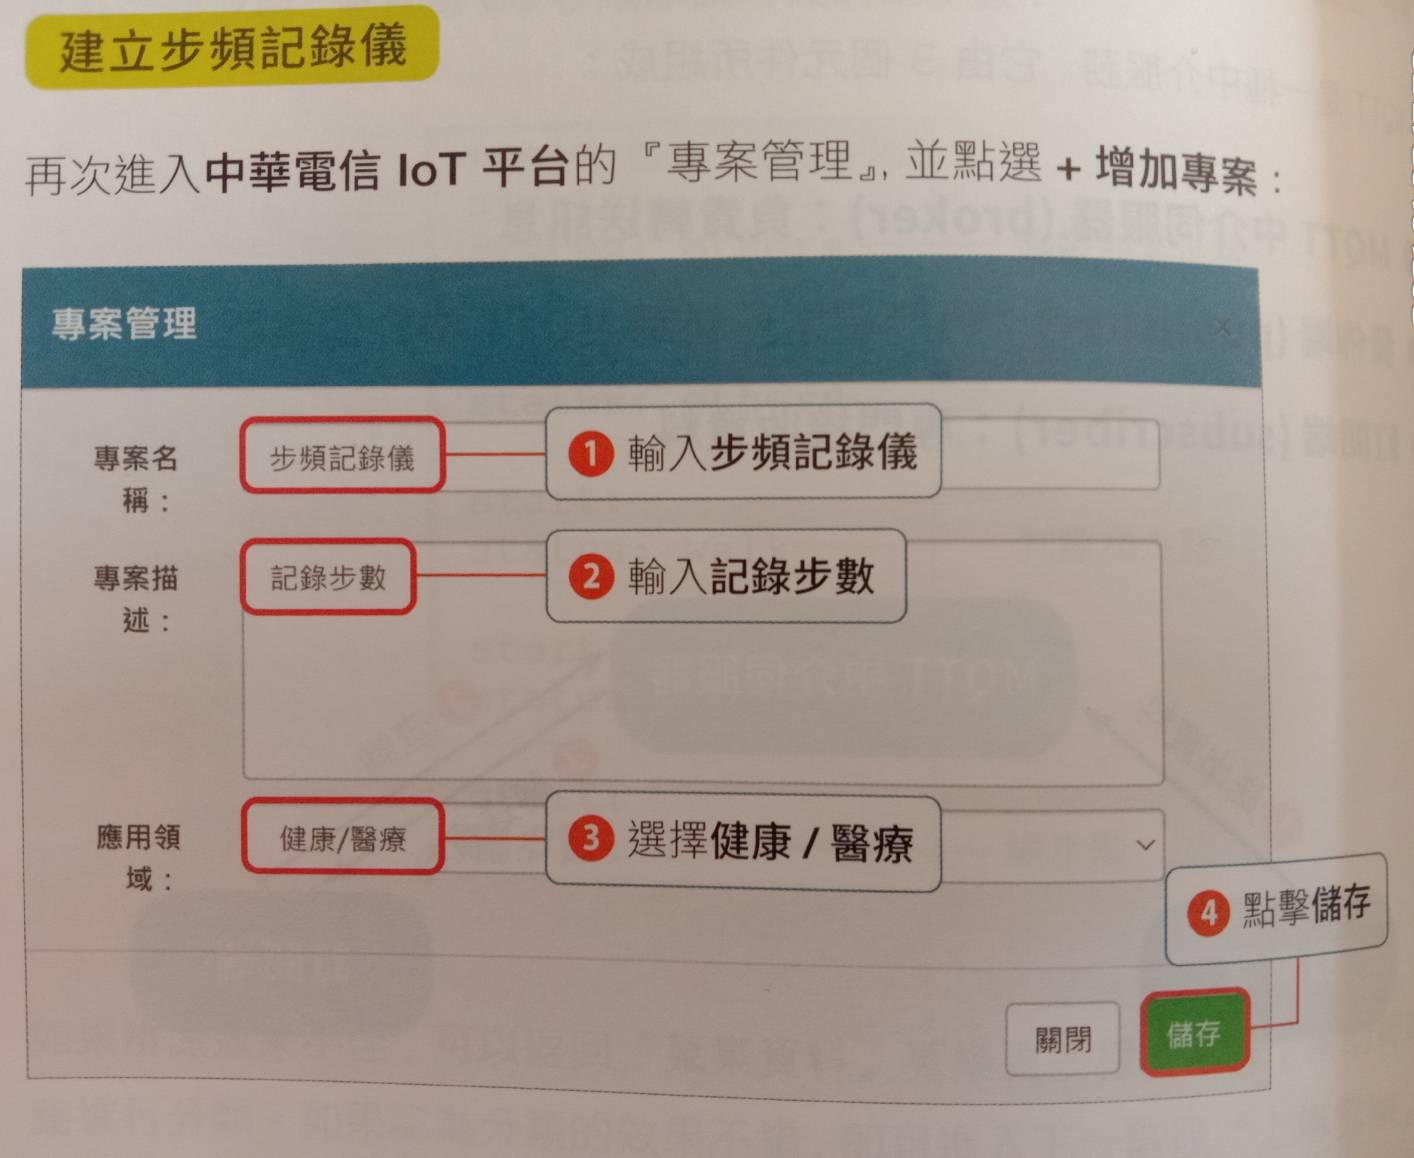 建立步頻記錄儀
再次進入中華電信 IoT 平台的『專案管理』, 並點選 + 增加專案：
專案管理
×
專案名
稱：
步頻記錄儀
1 輸入步頻記錄儀
專案描
述：
記錄步數
2 輸入記錄步數
應用領
域：
健康/醫療
3 選擇健康 / 醫療
4 點擊儲存
關閉
儲存